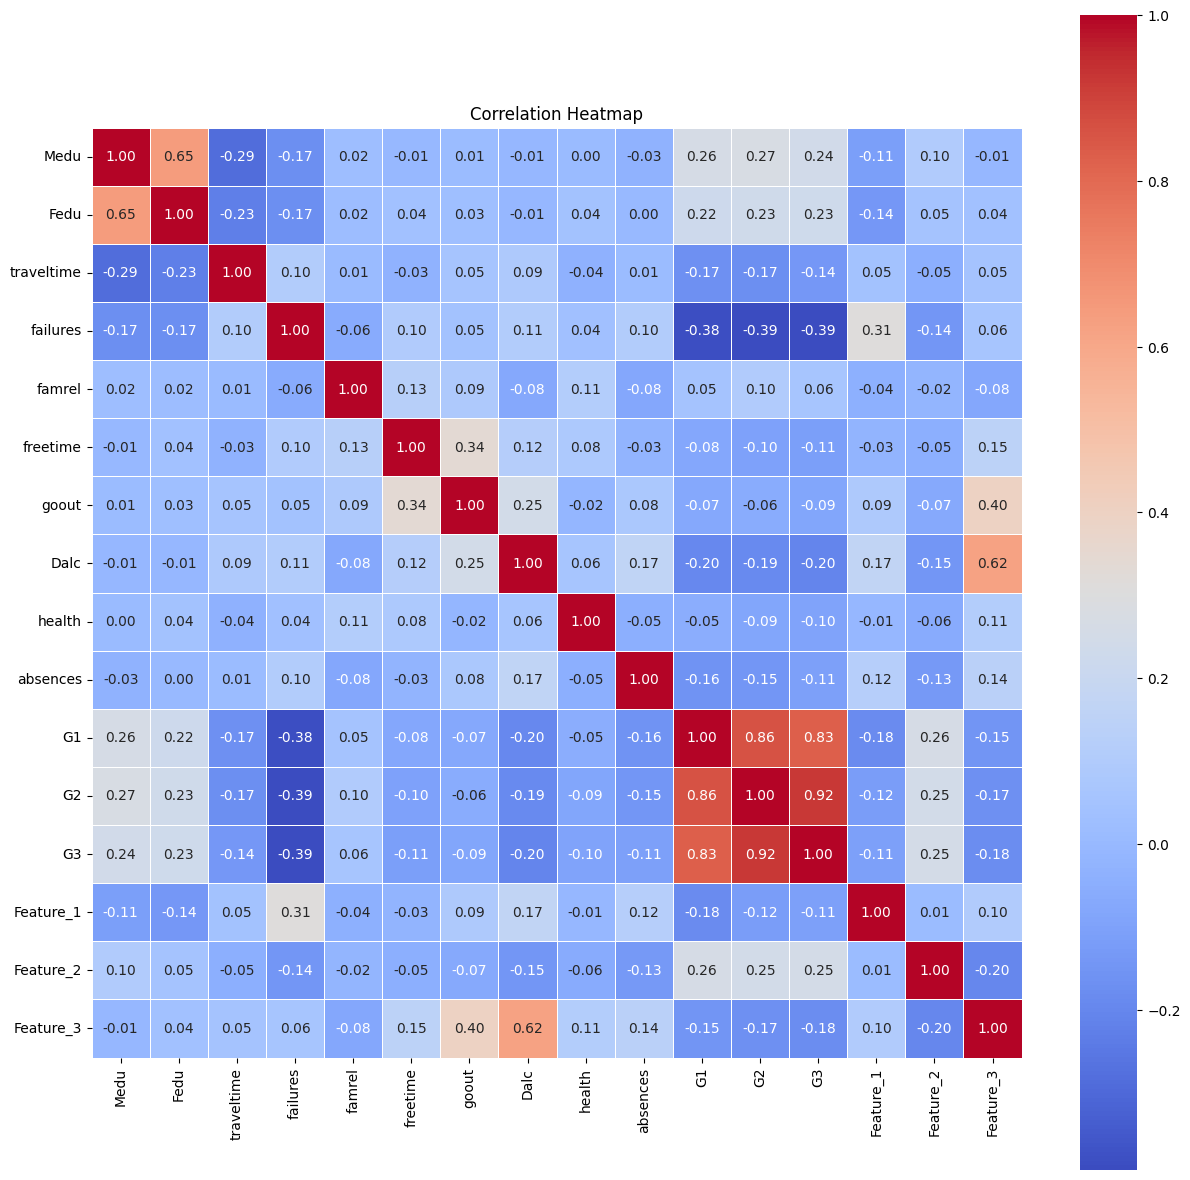 Correlation Heatmap
Medu 1.00 0.65 -0.29 -0.17 0.02 -0.01 0.01 -0.01 0.00 -0.03 0.26 0.27 0.24 -0.11 0.10 -0.01
Fedu 0.65 1.00 -0.23 -0.17 0.02 0.04 0.03 -0.01 0.04 0.00 0.22 0.23 0.23 -0.14 0.05 0.04
traveltime -0.29 -0.23 1.00 0.10 0.01 -0.03 0.05 0.09 -0.04 0.01 -0.17 -0.17 -0.14 0.05 -0.05 0.05
failures -0.17 -0.17 0.10 1.00 -0.06 0.10 0.05 0.11 0.04 0.10 -0.38 -0.39 -0.39 0.31 -0.14 0.06
famrel 0.02 0.02 0.01 -0.06 1.00 0.13 0.09 -0.08 0.11 -0.08 0.05 0.10 0.06 -0.04 -0.02 -0.08
freetime -0.01 0.04 -0.03 0.10 0.13 1.00 0.34 0.12 0.08 -0.03 -0.08 -0.10 -0.11 -0.03 -0.05 0.15
goout 0.01 0.03 0.05 0.05 0.09 0.34 1.00 0.25 -0.02 0.08 -0.07 -0.06 -0.09 0.09 -0.07 0.40
Dalc -0.01 -0.01 0.09 0.11 -0.08 0.12 0.25 1.00 0.06 0.17 -0.20 -0.19 -0.20 0.17 -0.15 0.62
health 0.00 0.04 -0.04 0.04 0.11 0.08 -0.02 0.06 1.00 -0.05 -0.05 -0.09 -0.10 -0.01 -0.06 0.11
absences -0.03 0.00 0.01 0.10 -0.08 -0.03 0.08 0.17 -0.05 1.00 -0.16 -0.15 -0.11 0.12 -0.13 0.14
G1 0.26 0.22 -0.17 -0.38 0.05 -0.08 -0.07 -0.20 -0.05 -0.16 1.00 0.86 0.83 -0.18 0.26 -0.15
G2 0.27 0.23 -0.17 -0.39 0.10 -0.10 -0.06 -0.19 -0.09 -0.15 0.86 1.00 0.92 -0.12 0.25 -0.17
G3 0.24 0.23 -0.14 -0.39 0.06 -0.11 -0.09 -0.20 -0.10 -0.11 0.83 0.92 1.00 -0.11 0.25 -0.18
Feature_1 -0.11 -0.14 0.05 0.31 -0.04 -0.03 0.09 0.17 -0.01 0.12 -0.18 -0.12 -0.11 1.00 0.01 0.10
Feature_2 0.10 0.05 -0.05 -0.14 -0.02 -0.05 -0.07 -0.15 -0.06 -0.13 0.26 0.25 0.25 0.01 1.00 -0.20
Feature_3 -0.01 0.04 0.05 0.06 -0.08 0.15 0.40 0.62 0.11 0.14 -0.15 -0.17 -0.18 0.10 -0.20 1.00
Medu Fedu traveltime failures famrel freetime goout Dalc health absences G1 G2 G3 Feature_1 Feature_2 Feature_3
1.0
0.8
0.6
0.4
0.2
0.0
−0.2